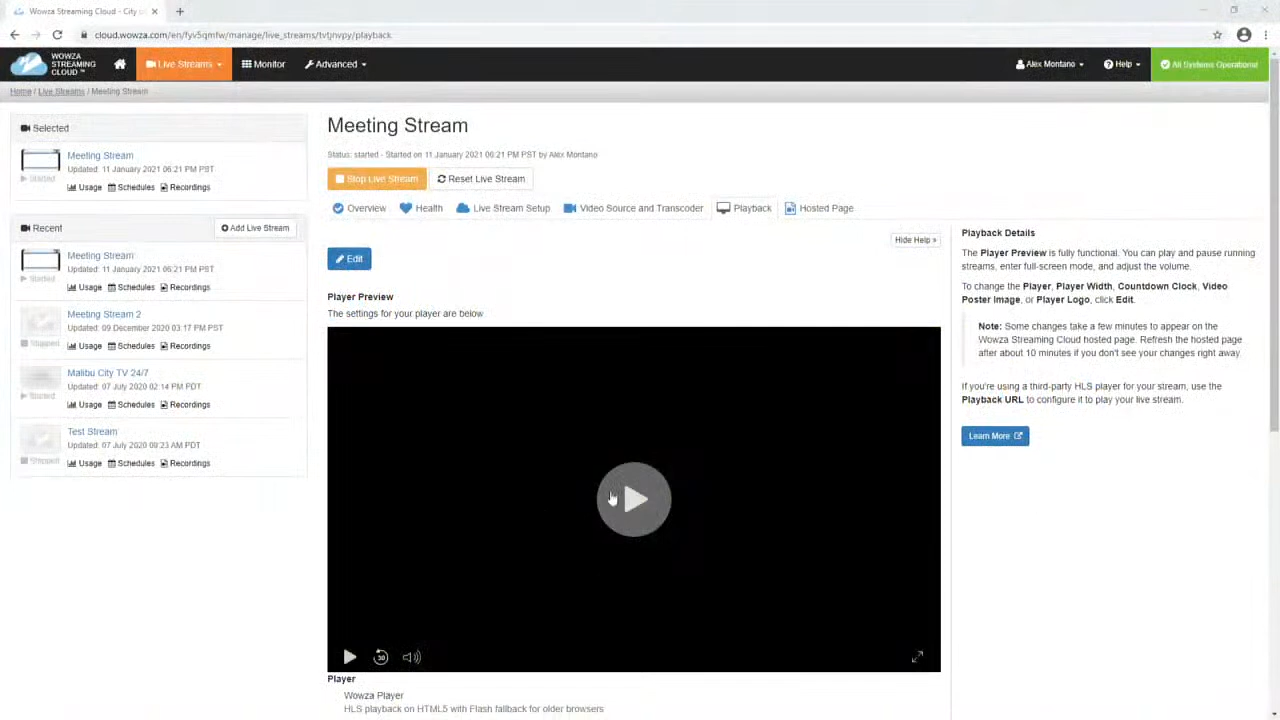 Wowza Streaming Cloud - City o
cloud.wowza.com/en/fyiv5qmfw/manage/live_streams/tvtjnvpy/playback
WOWZA
STREAMING
CLOUD ™
Live Streams
Monitor
Advanced
Alex Montano
Help
All Systems Operational
Home / Live Streams / Meeting Stream
Selected
Meeting Stream
Updated: 11 January 2021 06:21 PM PST
Started
Usage Schedules Recordings
Recent
Add Live Stream
Meeting Stream
Updated: 11 January 2021 06:21 PM PST
Started
Usage Schedules Recordings
Meeting Stream 2
Updated: 09 December 2020 03:17 PM PST
Stopped
Usage Schedules Recordings
Malibu City TV 24/7
Updated: 07 July 2020 02:14 PM PDT
Started
Usage Schedules Recordings
Test Stream
Updated: 07 July 2020 09:23 AM PDT
Stopped
Usage Schedules Recordings
Meeting Stream
Status: started - Started on 11 January 2021 06:21 PM PST by Alex Montano
Stop Live Stream
Reset Live Stream
Overview
Health
Live Stream Setup
Video Source and Transcoder
Playback
Hosted Page
Hide Help »
Edit
Player Preview
The settings for your player are below.
30
Player
Wowza Player
HLS playback on HTML5 with Flash fallback for older browsers
Playback Details
The Player Preview is fully functional. You can play and pause running
streams, enter full-screen mode, and adjust the volume.
To change the Player, Player Width, Countdown Clock, Video
Poster Image, or Player Logo, click Edit.
Note: Some changes take a few minutes to appear on the
Wowza Streaming Cloud hosted page. Refresh the hosted page
after about 10 minutes if you don't see your changes right away.
If you're using a third-party HLS player for your stream, use the
Playback URL to configure it to play your live stream.
Learn More